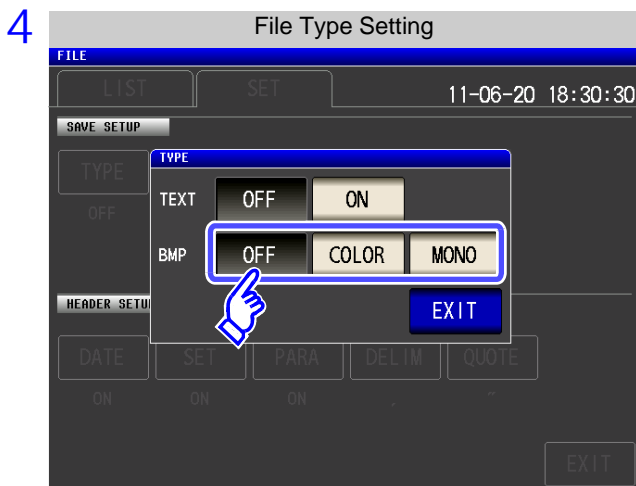 4
File Type Setting
FILE
LIST SET 11-06-20 18:30:30
SAVE SETUP
TYPE
OFF
TYPE
TEXT OFF ON
BMP OFF COLOR MONO
EXIT
HEADER SETU
DATE SET PARA DELIM QUOTE
ON ON ON , "
EXIT